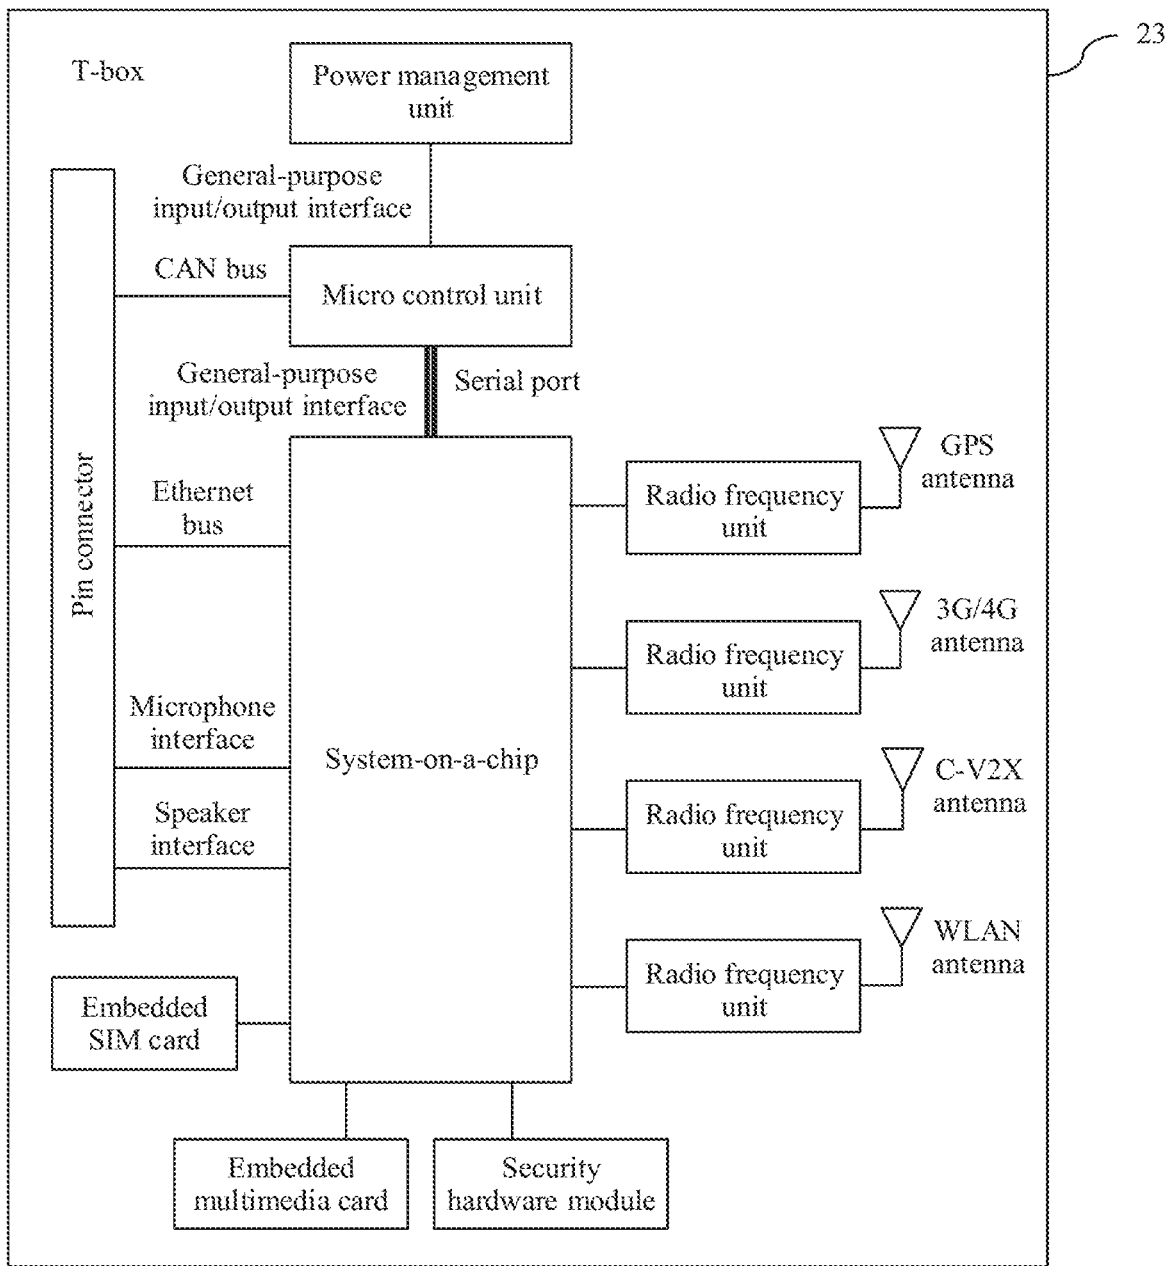 23
T-box
Power management
unit
General-purpose
input/output interface
CAN bus
Micro control unit
General-purpose
input/output interface
Serial port
Pin connector
Ethernet
bus
Radio frequency
unit
GPS
antenna
Radio frequency
unit
3G/4G
antenna
Microphone
interface
System-on-a-chip
Radio frequency
unit
C-V2X
antenna
Speaker
interface
Radio frequency
unit
WLAN
antenna
Embedded
SIM card
Embedded
multimedia card
Security
hardware module